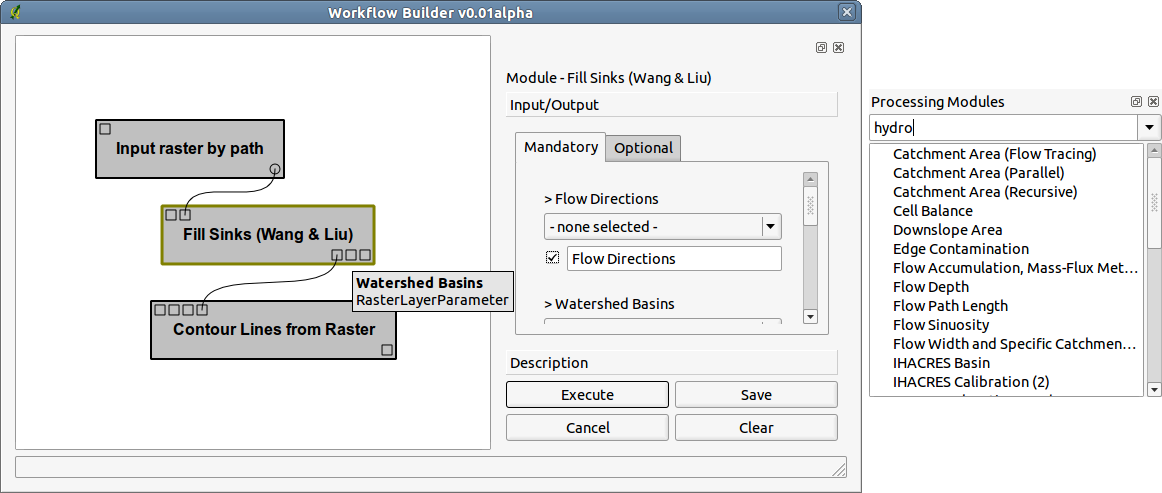 Workflow Builder v0.01alpha
Input raster by path
Fill Sinks (Wang & Liu)
Watershed Basins
RasterLayerParameter
Contour Lines from Raster
Module - Fill Sinks (Wang & Liu)
Input/Output
Mandatory
Optional
> Flow Directions
- none selected -
Flow Directions
> Watershed Basins
Description
Execute
Save
Cancel
Clear
Processing Modules
hydro
Catchment Area (Flow Tracing)
Catchment Area (Parallel)
Catchment Area (Recursive)
Cell Balance
Downslope Area
Edge Contamination
Flow Accumulation, Mass-Flux Met...
Flow Depth
Flow Path Length
Flow Sinuosity
Flow Width and Specific Catchmen...
IHACRES Basin
IHACRES Calibration (2)